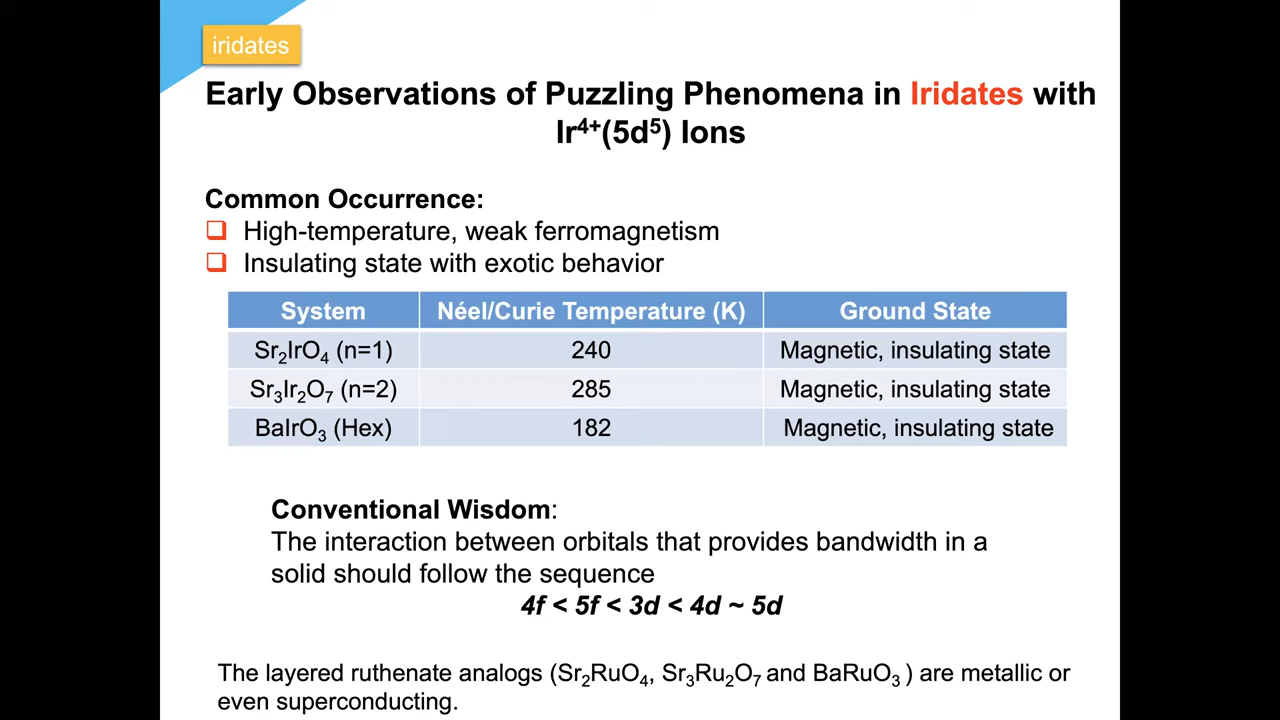 iridates
Early Observations of Puzzling Phenomena in Iridates with
Ir⁴⁺(5d⁵) Ions
Common Occurrence:
❑ High-temperature, weak ferromagnetism
❑ Insulating state with exotic behavior
System Néel/Curie Temperature (K) Ground State
Sr₂IrO₄ (n=1) 240 Magnetic, insulating state
Sr₃Ir₂O₇ (n=2) 285 Magnetic, insulating state
BaIrO₃ (Hex) 182 Magnetic, insulating state
Conventional Wisdom:
The interaction between orbitals that provides bandwidth in a
solid should follow the sequence
4f < 5f < 3d < 4d ~ 5d
The layered ruthenate analogs (Sr₂RuO₄, Sr₃Ru₂O₇ and BaRuO₃ ) are metallic or
even superconducting.